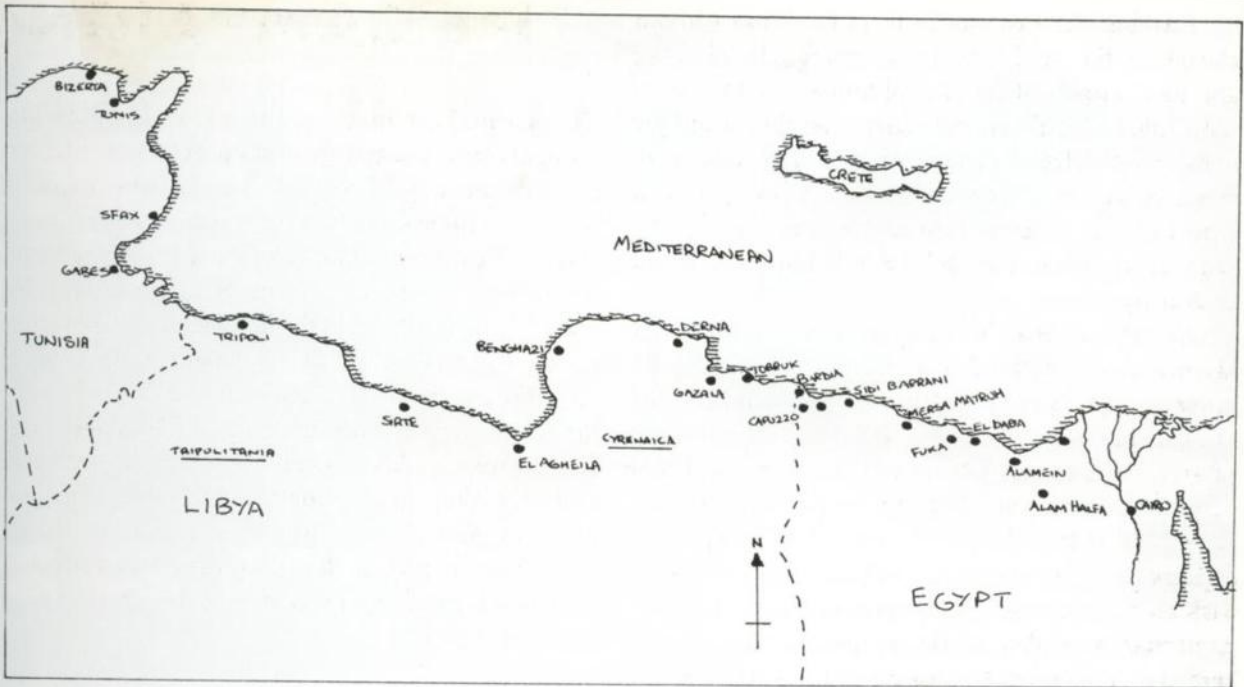 BIZERTA
TUNIS
CRETE
SFAX
MEDITERRANEAN
GABES
TUNISIA
TRIPOLI
DERNA
BENGHAZI
TOBRUK
GAZALA
BURDIA
SIDI BARRANI
CAPUZZO
MERSA MATRUH
SIRTE
EL DABA
FUKA
CYRENAICA
TRIPOLITANIA
EL AGHEILA
ALAMEIN
LIBYA
ALAM HALFA
CAIRO
N
EGYPT